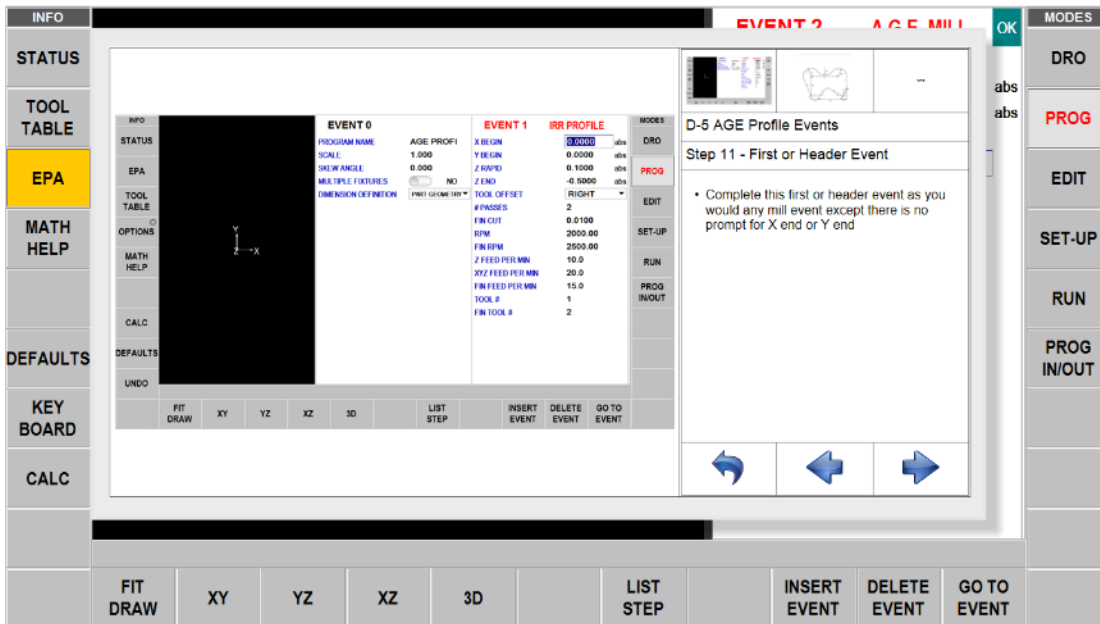 INFO
STATUS
TOOL
TABLE
EPA
MATH
HELP
DEFAULTS
KEY
BOARD
CALC
EVENT 2 A.G.E. MILL
OK
abs
abs
MODES
DRO
PROG
EDIT
SET-UP
RUN
PROG
IN/OUT
INFO
STATUS
EPA
TOOL
TABLE
OPTIONS
MATH
HELP
CALC
DEFAULTS
UNDO
Y
Z X
EVENT 0
PROGRAM NAME AGE PROFI
SCALE 1.000
SKEW ANGLE 0.000
MULTIPLE FIXTURES NO
DIMENSION DEFINITION PART GEOMETRY
EVENT 1 IRR PROFILE
X BEGIN 0.0000 abs
Y BEGIN 0.0000 abs
Z RAPID 0.1000 abs
Z END -0.5000 abs
TOOL OFFSET RIGHT
# PASSES 2
FIN CUT 0.0100
RPM 2000.00
FIN RPM 2500.00
Z FEED PER MIN 10.0
XYZ FEED PER MIN 20.0
FIN FEED PER MIN 15.0
TOOL # 1
FIN TOOL # 2
MODES
DRO
PROG
EDIT
SET-UP
RUN
PROG
IN/OUT
FIT
DRAW
XY
YZ
XZ
3D
LIST
STEP
INSERT
EVENT
DELETE
EVENT
GO TO
EVENT
...
D-5 AGE Profile Events
Step 11 - First or Header Event
• Complete this first or header event as you
would any mill event except there is no
prompt for X end or Y end
FIT
DRAW
XY
YZ
XZ
3D
LIST
STEP
INSERT
EVENT
DELETE
EVENT
GO TO
EVENT